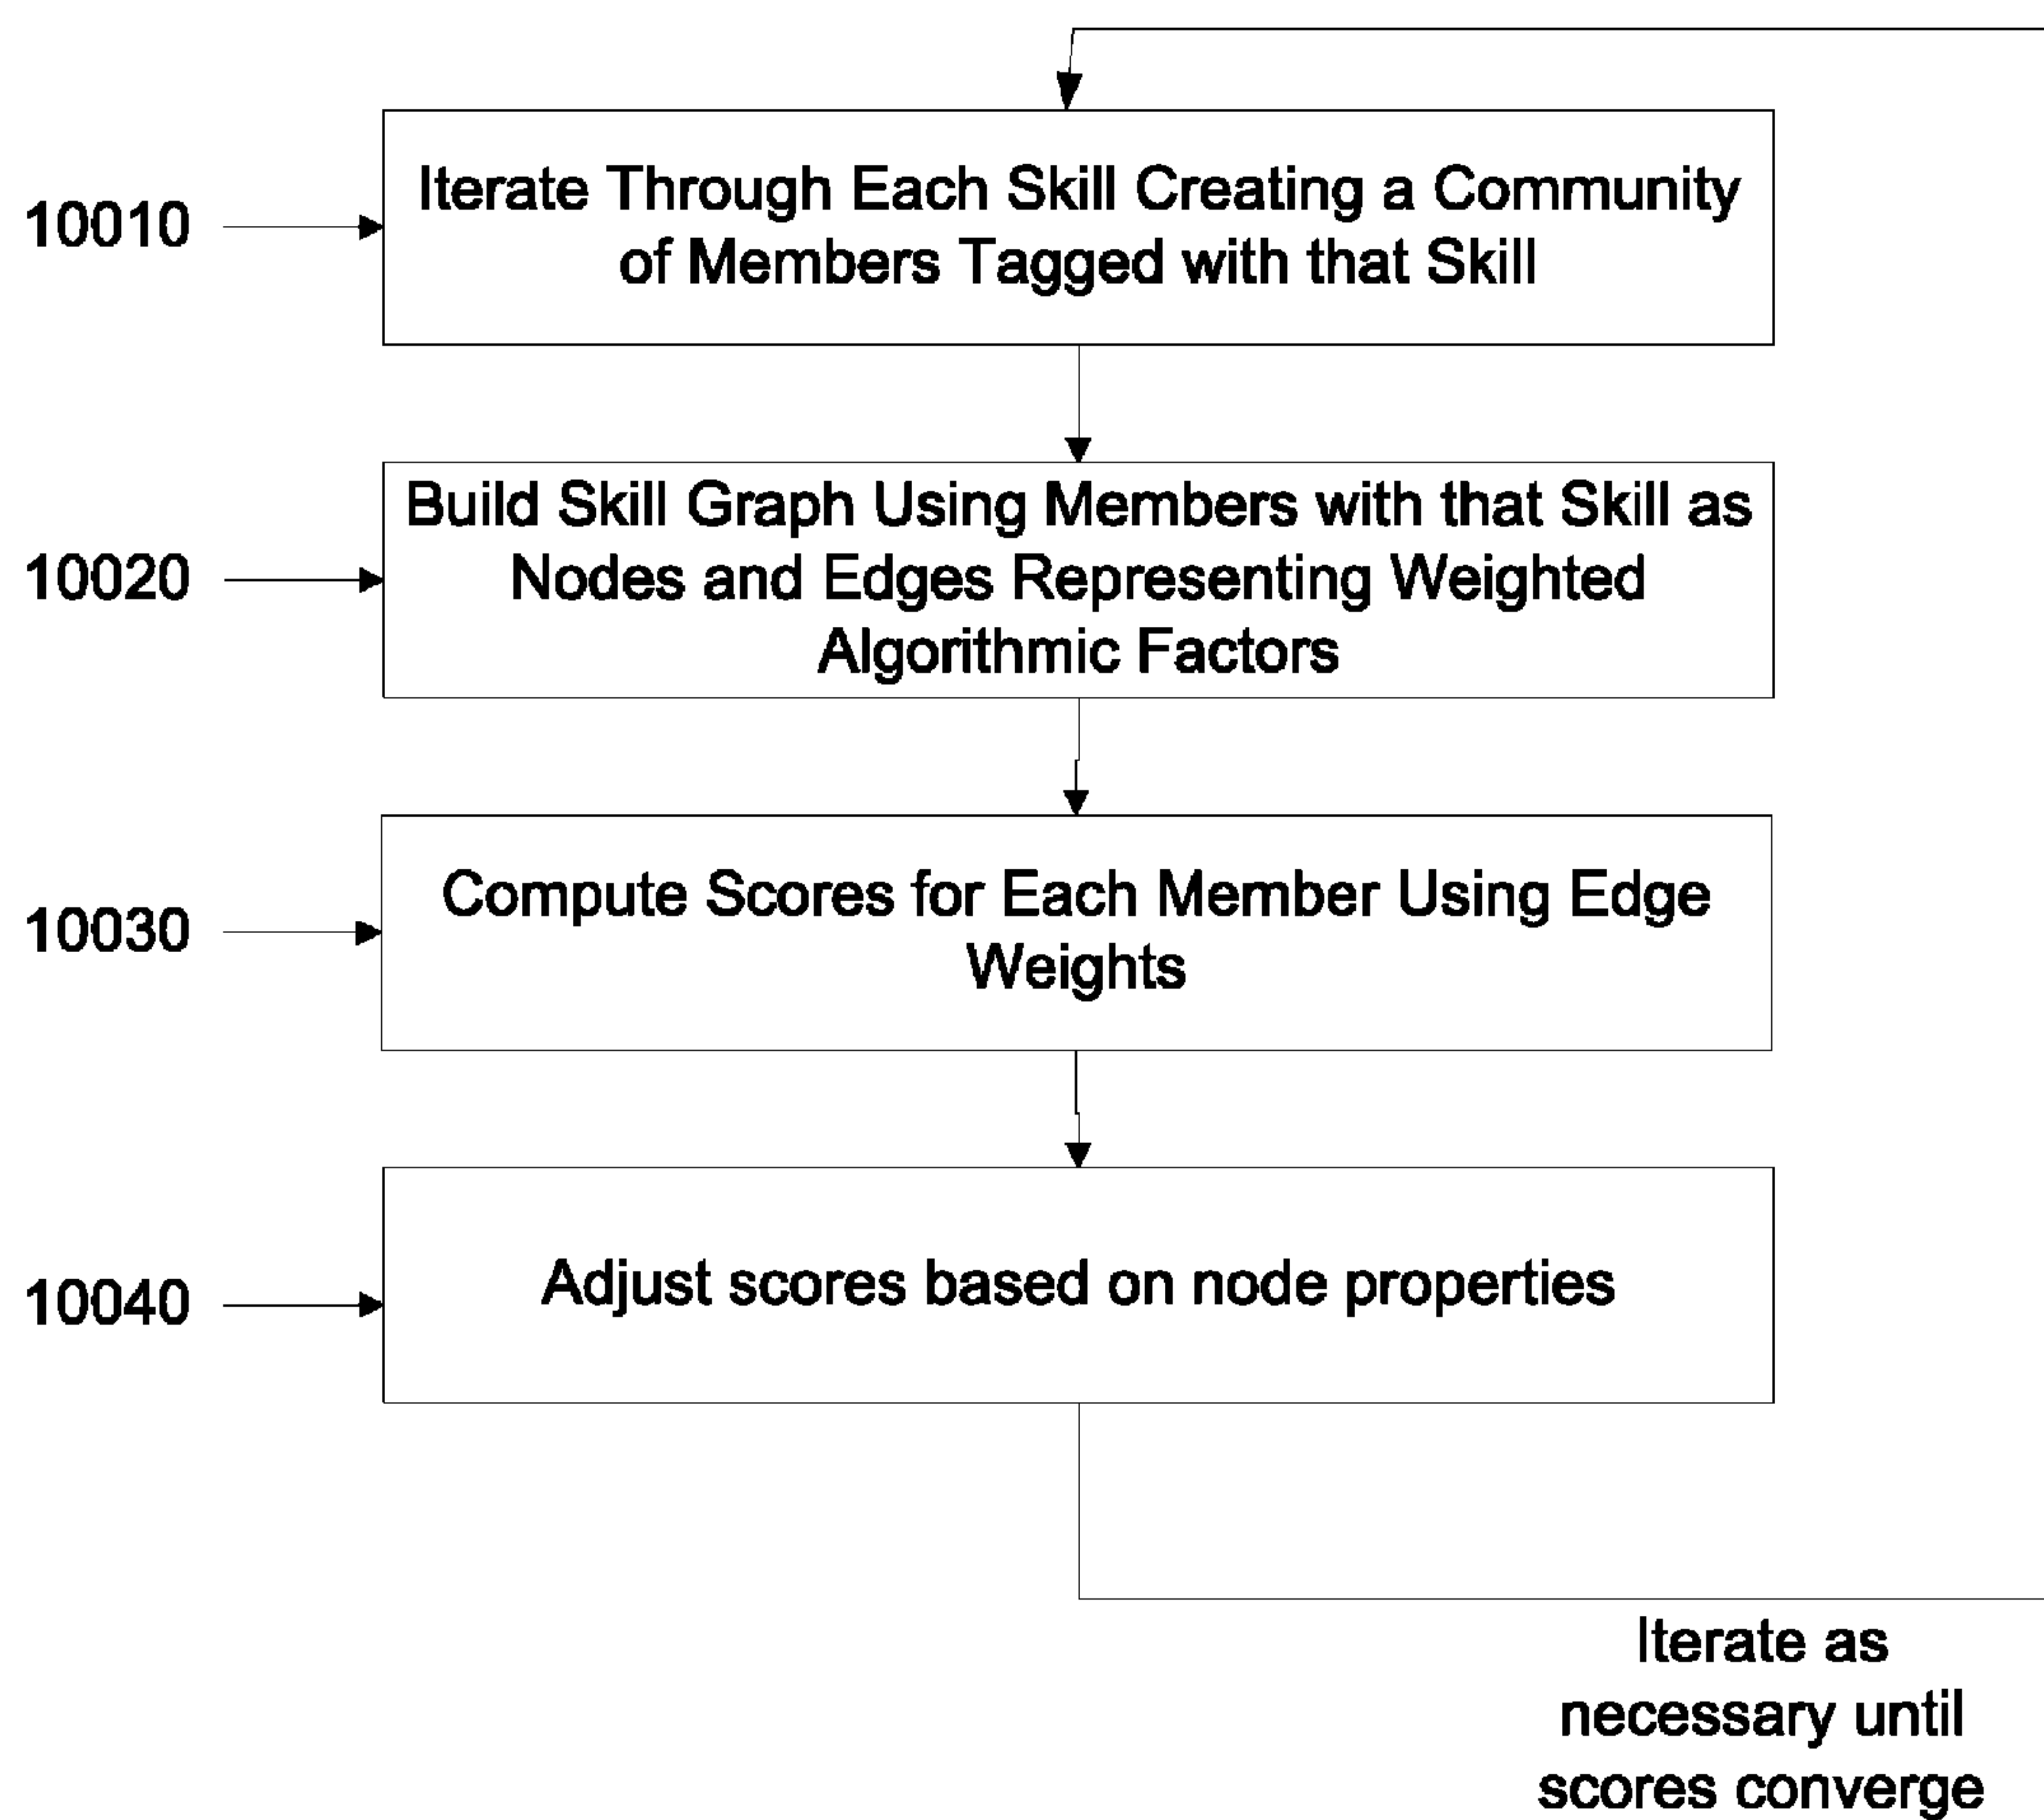 10010
Iterate Through Each Skill Creating a Community
of Members Tagged with that Skill
10020
Build Skill Graph Using Members with that Skill as
Nodes and Edges Representing Weighted
Algorithmic Factors
10030
Compute Scores for Each Member Using Edge
Weights
10040
Adjust scores based on node properties
Iterate as
necessary until
scores converge